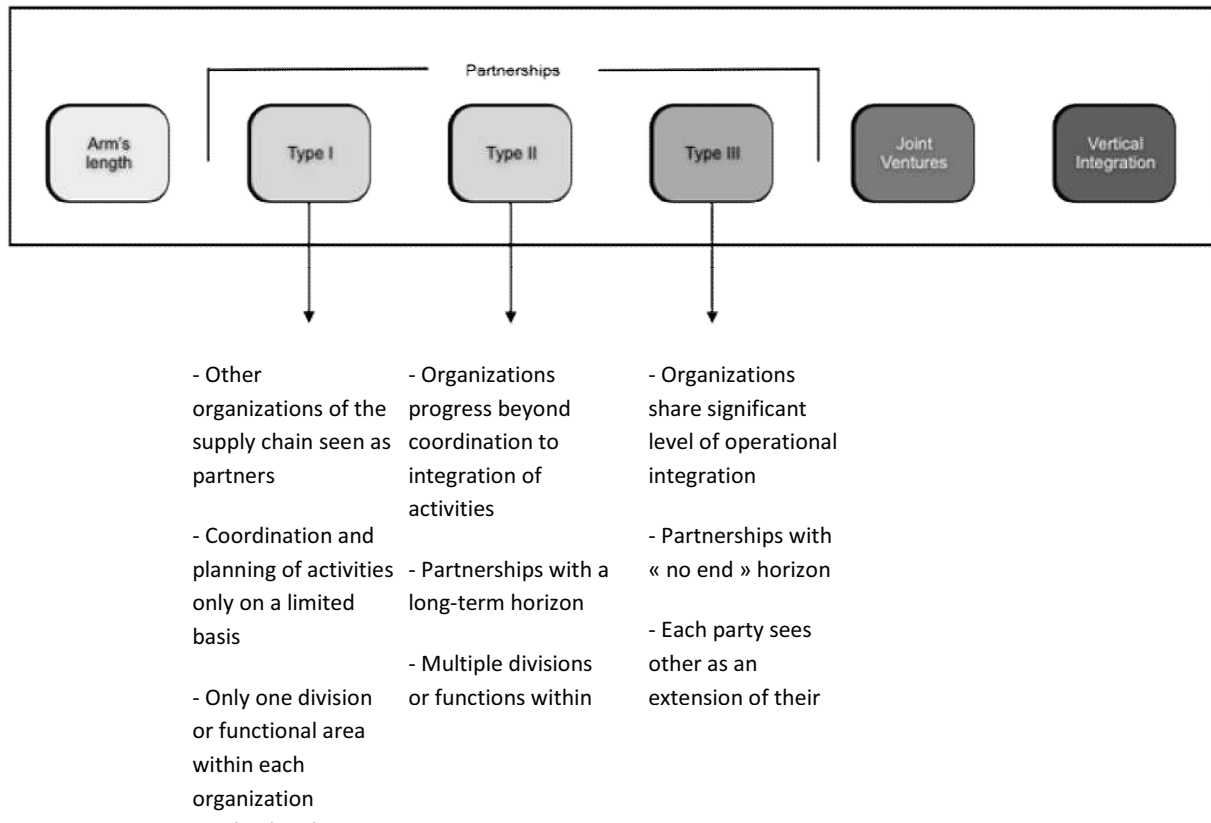 Partnerships
Arm's
length
Type I
Type II
Type III
Joint
Ventures
Vertical
Integration
- Other
organizations of the
supply chain seen as
partners
- Coordination and
planning of activities
only on a limited
basis
- Only one division
or functional area
within each
organization
- Organizations
progress beyond
coordination to
integration of
activities
- Partnerships with a
long-term horizon
- Multiple divisions
or functions within
- Organizations
share significant
level of operational
integration
- Partnerships with
« no end » horizon
- Each party sees
other as an
extension of their